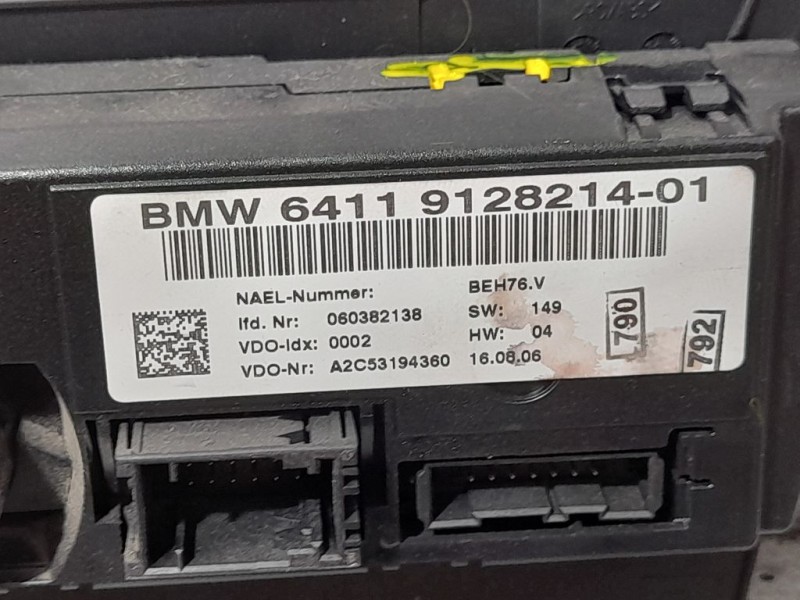 BMW 6411 9128214-01
NAEL-Nummer: BEH76.V
lfd. Nr: 060382138 SW: 149
VDO-Idx: 0002 HW: 04
VDO-Nr: A2C53194360 16.08.06
790
792